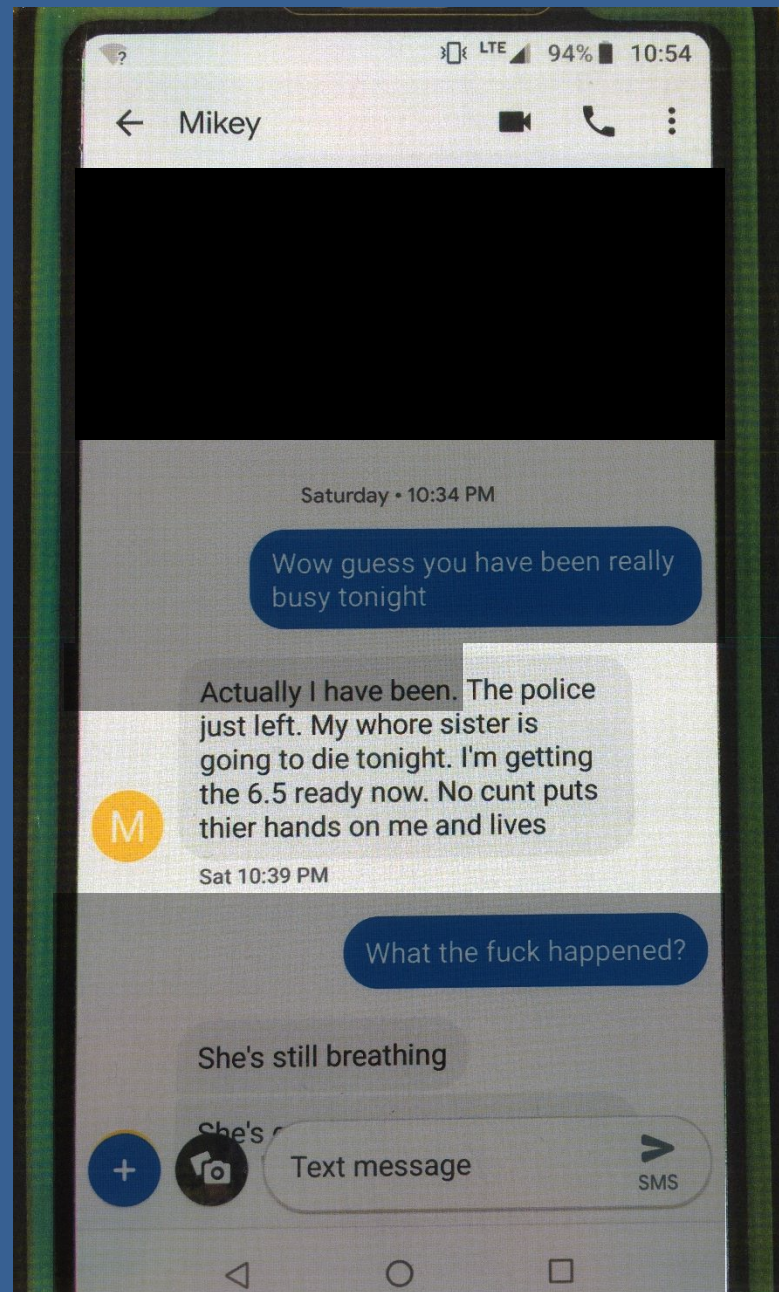 ?
LTE
94%
10:54
Mikey
Saturday • 10:34 PM
Wow guess you have been really
busy tonight
Actually I have been. The police
just left. My whore sister is
going to die tonight. I'm getting
the 6.5 ready now. No cunt puts
thier hands on me and lives
M
Sat 10:39 PM
What the fuck happened?
She's still breathing
She's
Text message
SMS